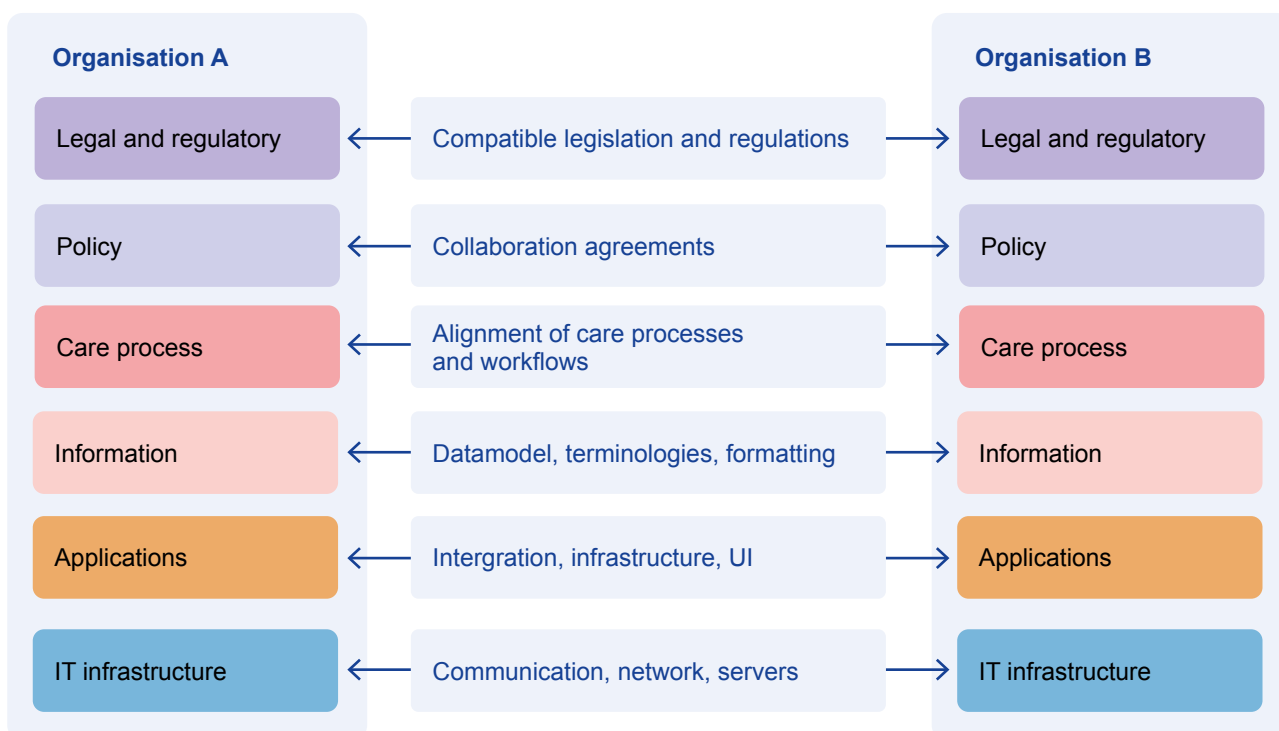 Organisation A
Organisation B
Legal and regulatory
Compatible legislation and regulations
Legal and regulatory
Policy
Collaboration agreements
Policy
Care process
Alignment of care processes
and workflows
Care process
Information
Datamodel, terminologies, formatting
Information
Applications
Intergration, infrastructure, UI
Applications
IT infrastructure
Communication, network, servers
IT infrastructure